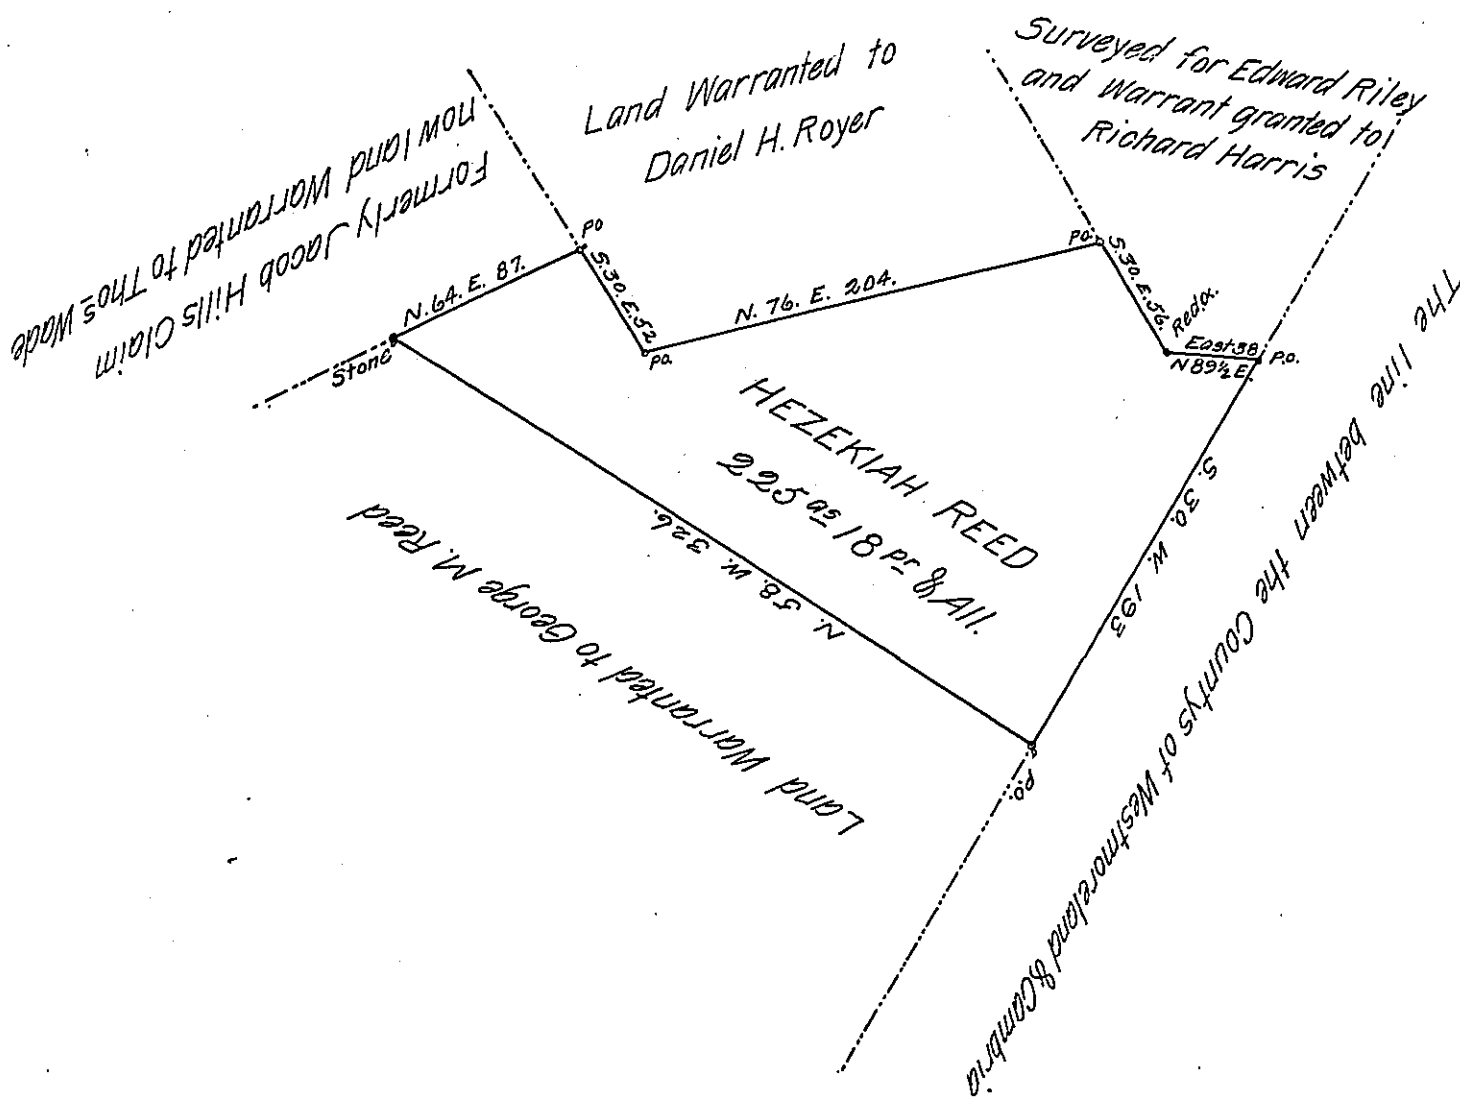 Surveyed for Edward Riley
and Warrant granted to
Richard Harris
Land Warranted to
Daniel H. Royer
Formerly Jacob Hills Claim
now land Warranted to Thos Wade
PO
N. 64. E. 87.
S. 30. E. 52
PO.
N. 76. E. 204.
PO.
S. 30. E. 56.
Red o.
East 38
N 89½ E.
P.O.
Stone
HEZEKIAH REED
225 as 18 pr & All.
S. 30. W. 193
N. 58. W. 326.
P.O.
Land Warranted to George M. Reed
The line between the Countys of Westmoreland & Cambria